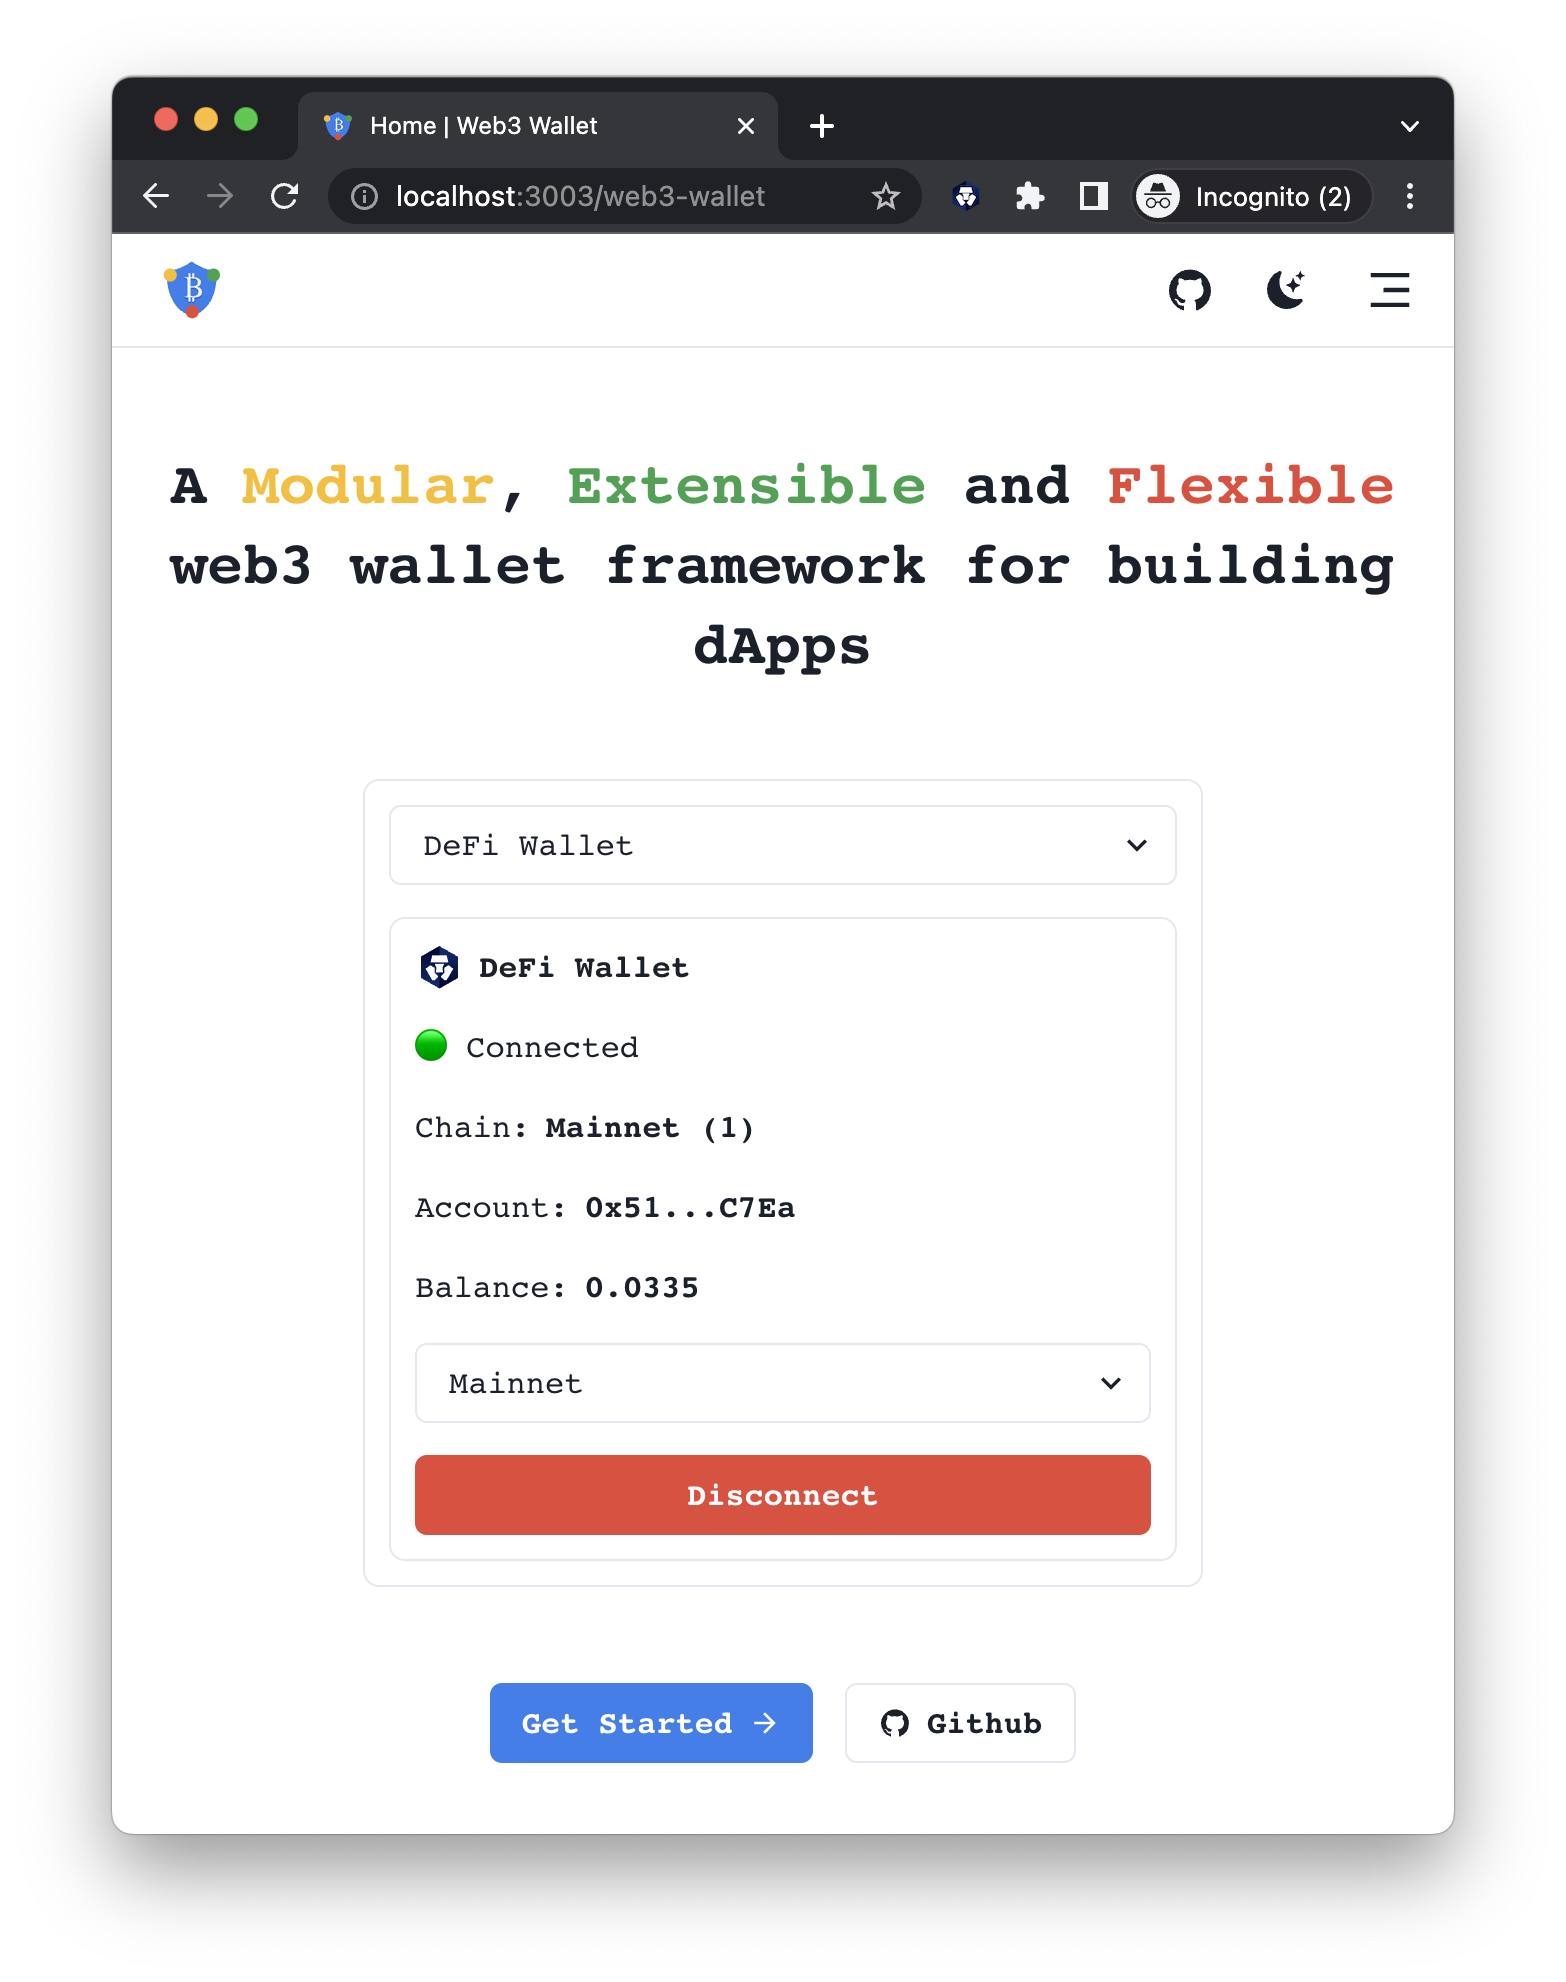 Home | Web3 Wallet
localhost:3003/web3-wallet
Incognito (2)
A Modular, Extensible and Flexible
web3 wallet framework for building
dApps
DeFi Wallet
DeFi Wallet
Connected
Chain: Mainnet (1)
Account: 0x51...C7Ea
Balance: 0.0335
Mainnet
Disconnect
Get Started →
Github